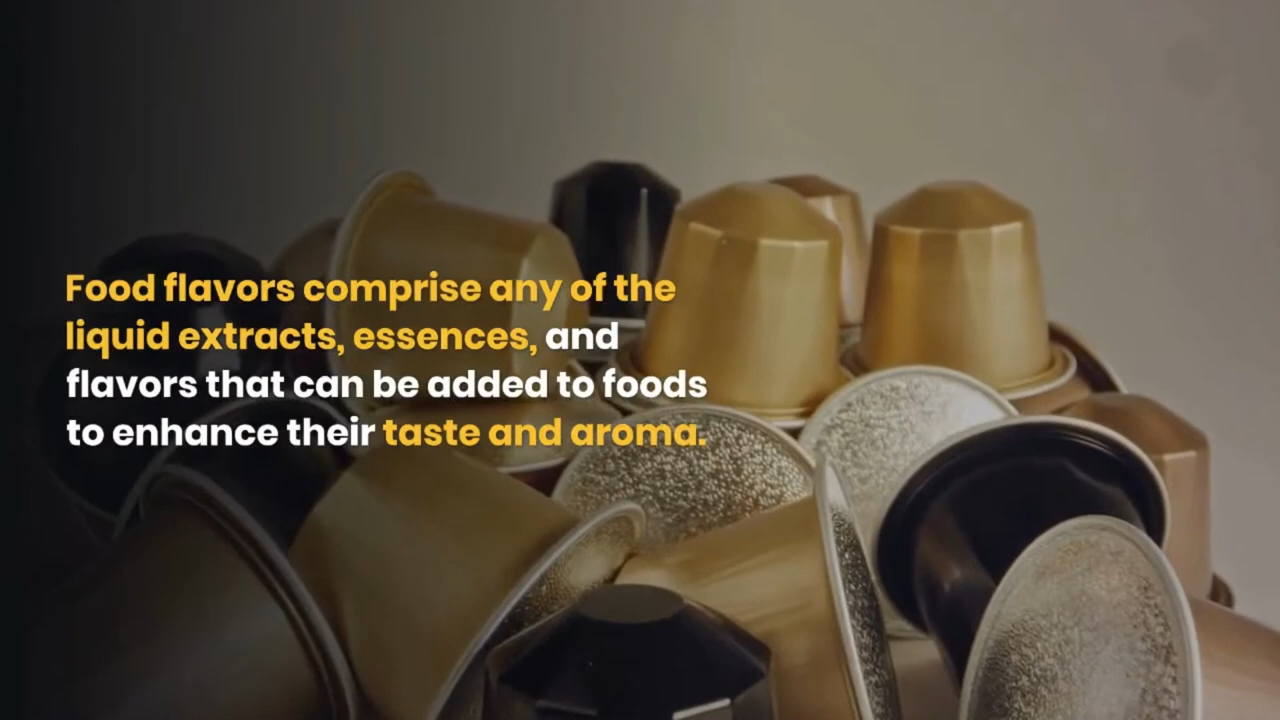 Food flavors comprise any of the
liquid extracts, essences, and
flavors that can be added to foods
to enhance their taste and aroma.